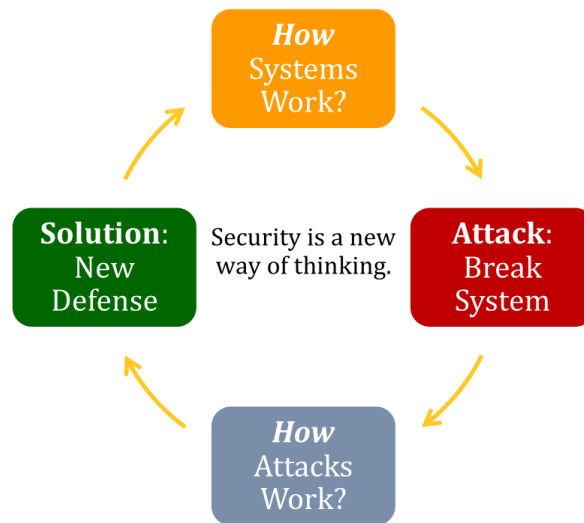 How
Systems
Work?
Solution:
New
Defense
Security is a new
way of thinking.
Attack:
Break
System
How
Attacks
Work?